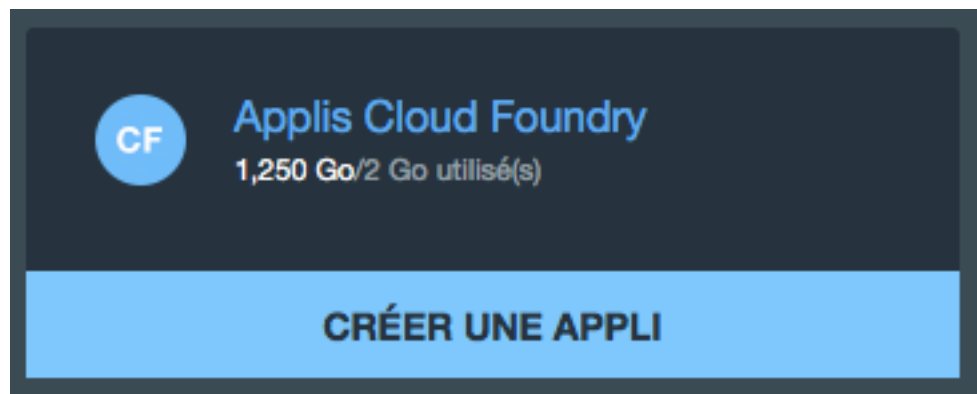 CF
Applis Cloud Foundry
1,250 Go/2 Go utilisé(s)
CRÉER UNE APPLI